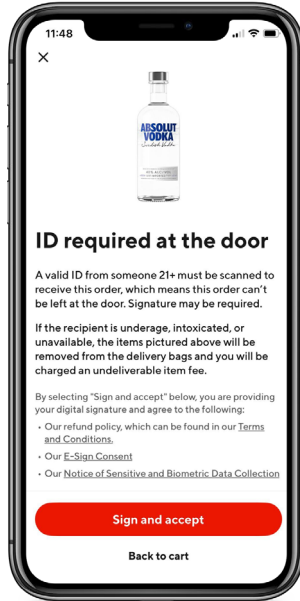 11:48
ABSOLUT
VODKA
ID required at the door
A valid ID from someone 21+ must be scanned to
receive this order, which means this order can't
be left at the door. Signature may be required.
If the recipient is underage, intoxicated, or
unavailable, the items pictured above will be
removed from the delivery bags and you will be
charged an undeliverable item fee.
By selecting "Sign and accept" below, you are providing
your digital signature and agree to the following:
• Our refund policy, which can be found in our Terms
and Conditions.
• Our E-Sign Consent
• Our Notice of Sensitive and Biometric Data Collection
Sign and accept
Back to cart